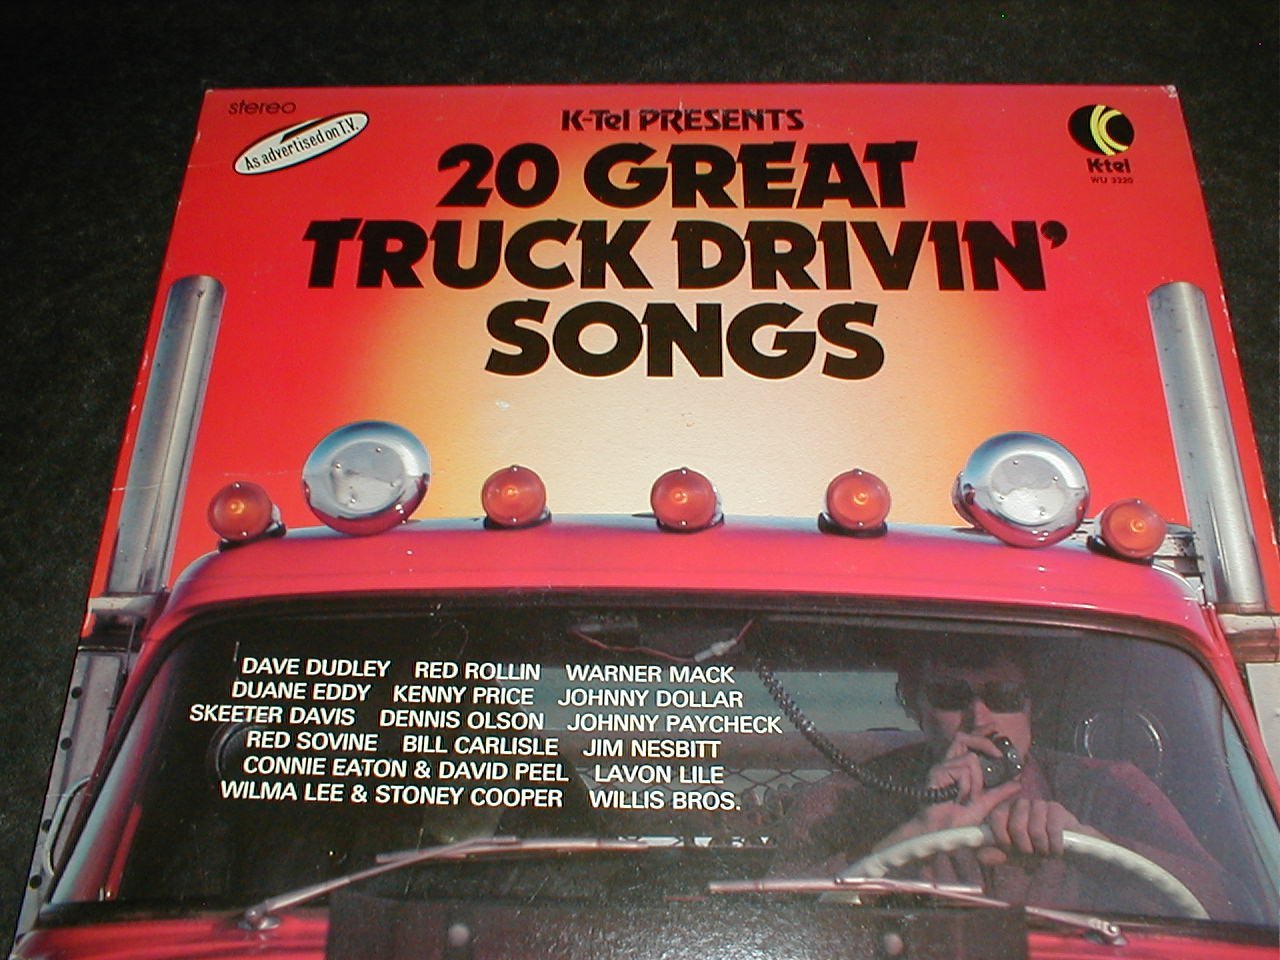 stereo
As advertised on T.V.
K-Tel PRESENTS
20 GREAT
TRUCK DRIVIN'
SONGS
K-tel
WU 3320
DAVE DUDLEY RED ROLLIN WARNER MACK
DUANE EDDY KENNY PRICE JOHNNY DOLLAR
SKEETER DAVIS DENNIS OLSON JOHNNY PAYCHECK
RED SOVINE BILL CARLISLE JIM NESBITT
CONNIE EATON & DAVID PEEL LAVON LILE
WILMA LEE & STONEY COOPER WILLIS BROS.